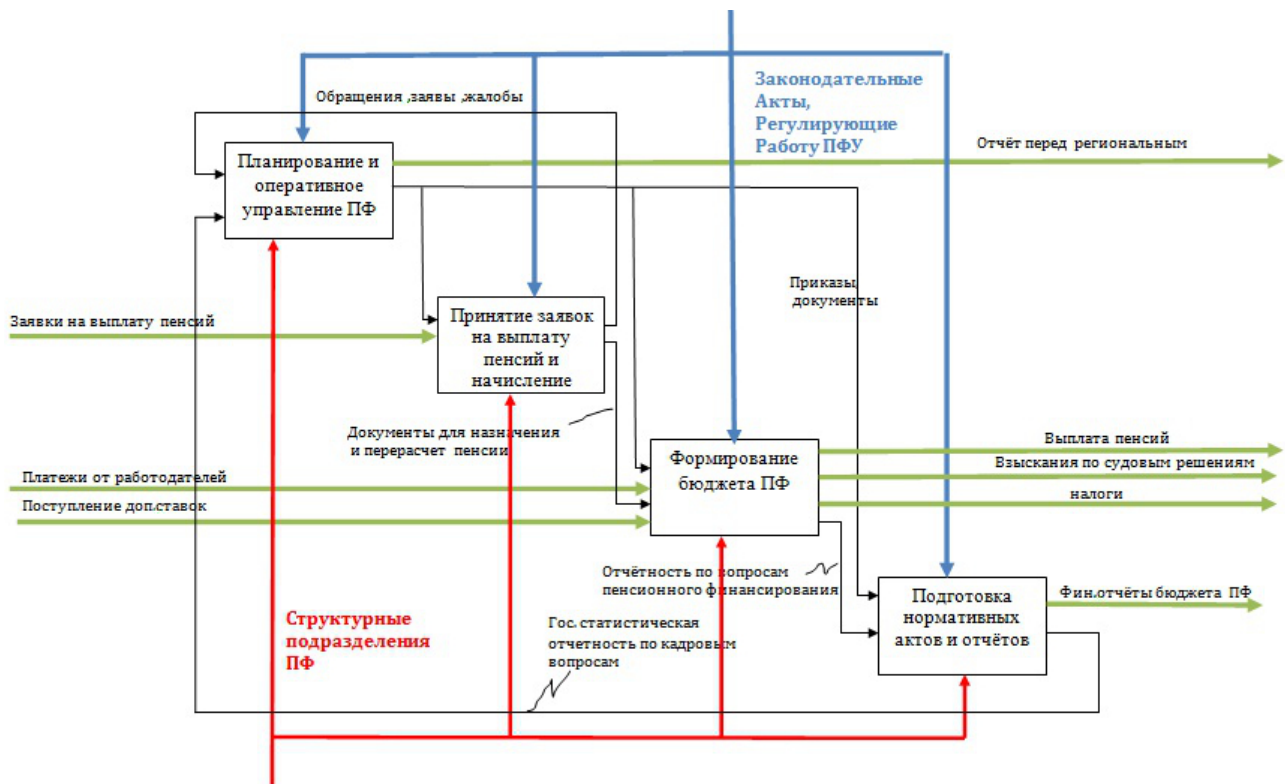 Законодательные
Акты,
Регулирующие
Работу ПФУ
Обращения ,заявы ,жалобы
Отчёт перед региональным
Планирование и
оперативное
управление ПФ
Приказы,
документы
Заявки на выплату пенсий
Принятие заявок
на выплату
пенсий и
начисление
Документы для назначения
и перерасчет пенсии
Выплата пенсий
Формирование
бюджета ПФ
Взыскания по судовым решениям
Платежи от работодателей
налоги
Поступление доп.ставок
Отчётность по вопросам
пенсионного финансирования
Подготовка
нормативных
актов и отчётов
Фин.отчёты бюджета ПФ
Структурные
подразделения
ПФ
Гос. статистическая
отчетность по кадровым
вопросам